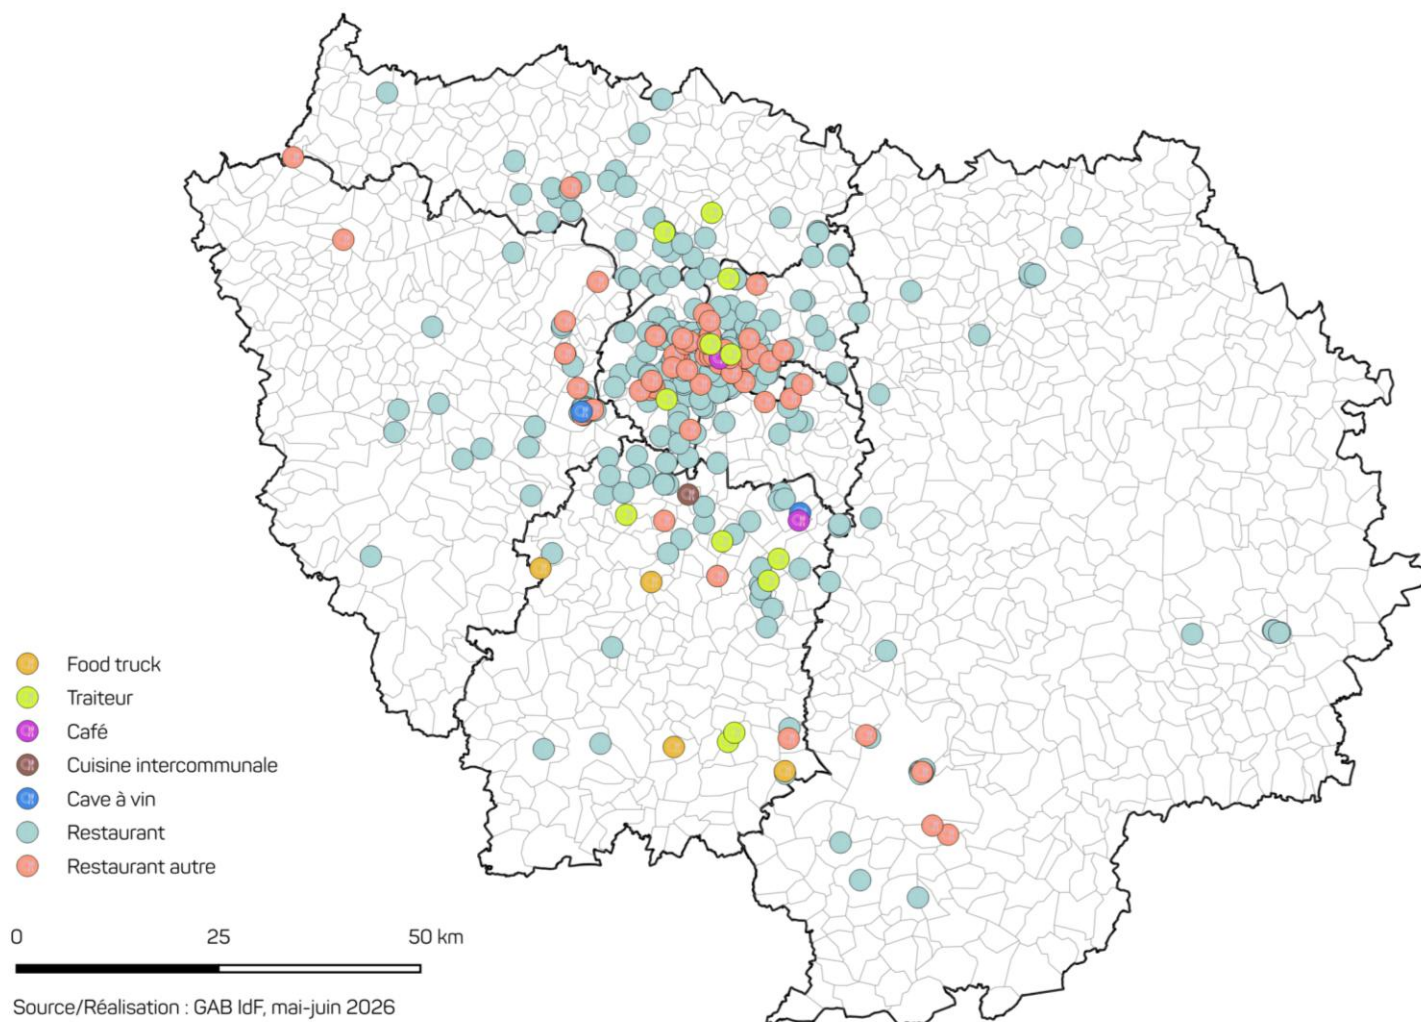 Food truck
Traiteur
Café
Cuisine intercommunale
Cave à vin
Restaurant
Restaurant autre
0 25 50 km
Source/Réalisation : GAB IdF, mai-juin 2026